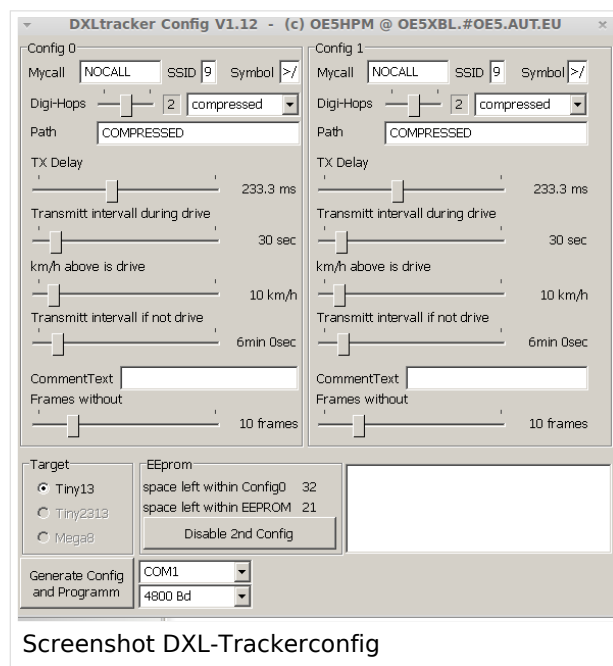 DXLtracker Config V1.12 - (c) OE5HPM @ OE5XBL.#OE5.AUT.EU
Config 0
Mycall NOCALL SSID 9 Symbol >/
Digi-Hops 2 compressed
Path COMPRESSED
TX Delay
233.3 ms
Transmitt intervall during drive
30 sec
km/h above is drive
10 km/h
Transmitt intervall if not drive
6min 0sec
CommentText
Frames without
10 frames
Config 1
Mycall NOCALL SSID 9 Symbol >/
Digi-Hops 2 compressed
Path COMPRESSED
TX Delay
233.3 ms
Transmitt intervall during drive
30 sec
km/h above is drive
10 km/h
Transmitt intervall if not drive
6min 0sec
CommentText
Frames without
10 frames
Target
Tiny13
Tiny2313
Mega8
EEprom
space left within Config0 32
space left within EEPROM 21
Disable 2nd Config
Generate Config
and Programm
COM1
4800 Bd
Screenshot DXL-Trackerconfig